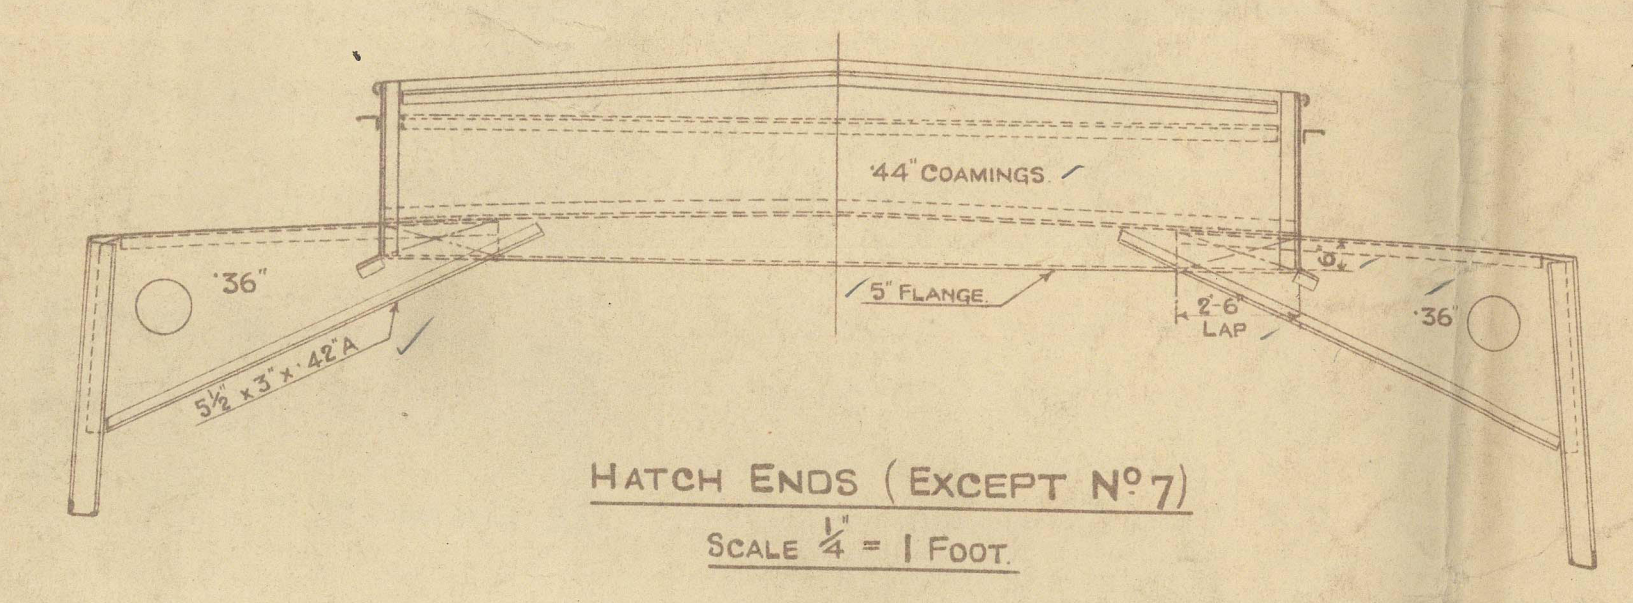 ·44" COAMINGS.
·36"
6"
5" FLANGE.
2'-6"
LAP
·36"
5½" x 3" x ·42" A
HATCH ENDS (EXCEPT Nº 7)
SCALE ¼" = 1 FOOT.